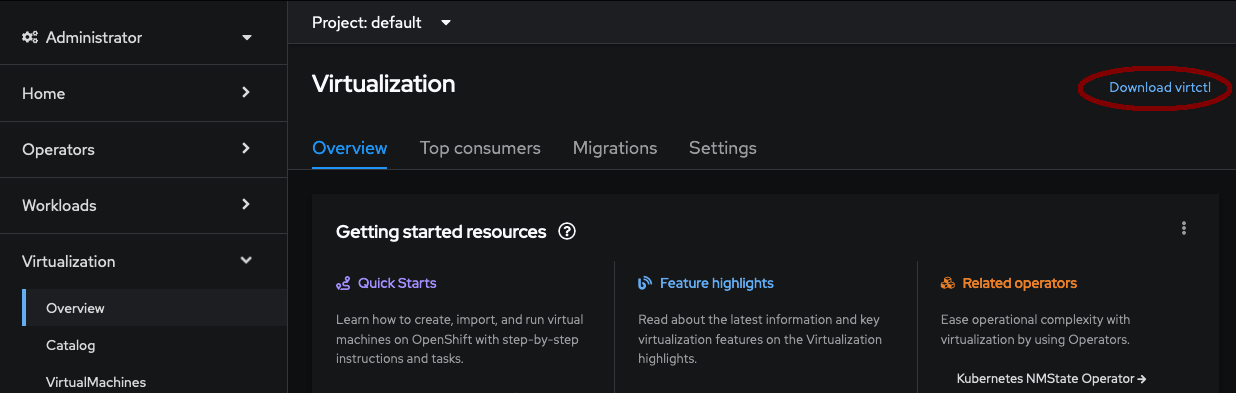 Administrator
Home
Operators
Workloads
Virtualization
Overview
Catalog
VirtualMachines
Project: default
Virtualization
Download virtctl
Overview
Top consumers
Migrations
Settings
Getting started resources
Quick Starts
Learn how to create, import, and run virtual
machines on OpenShift with step-by-step
instructions and tasks.
Feature highlights
Read about the latest information and key
virtualization features on the Virtualization
highlights.
Related operators
Ease operational complexity with
virtualization by using Operators.
Kubernetes NMState Operator